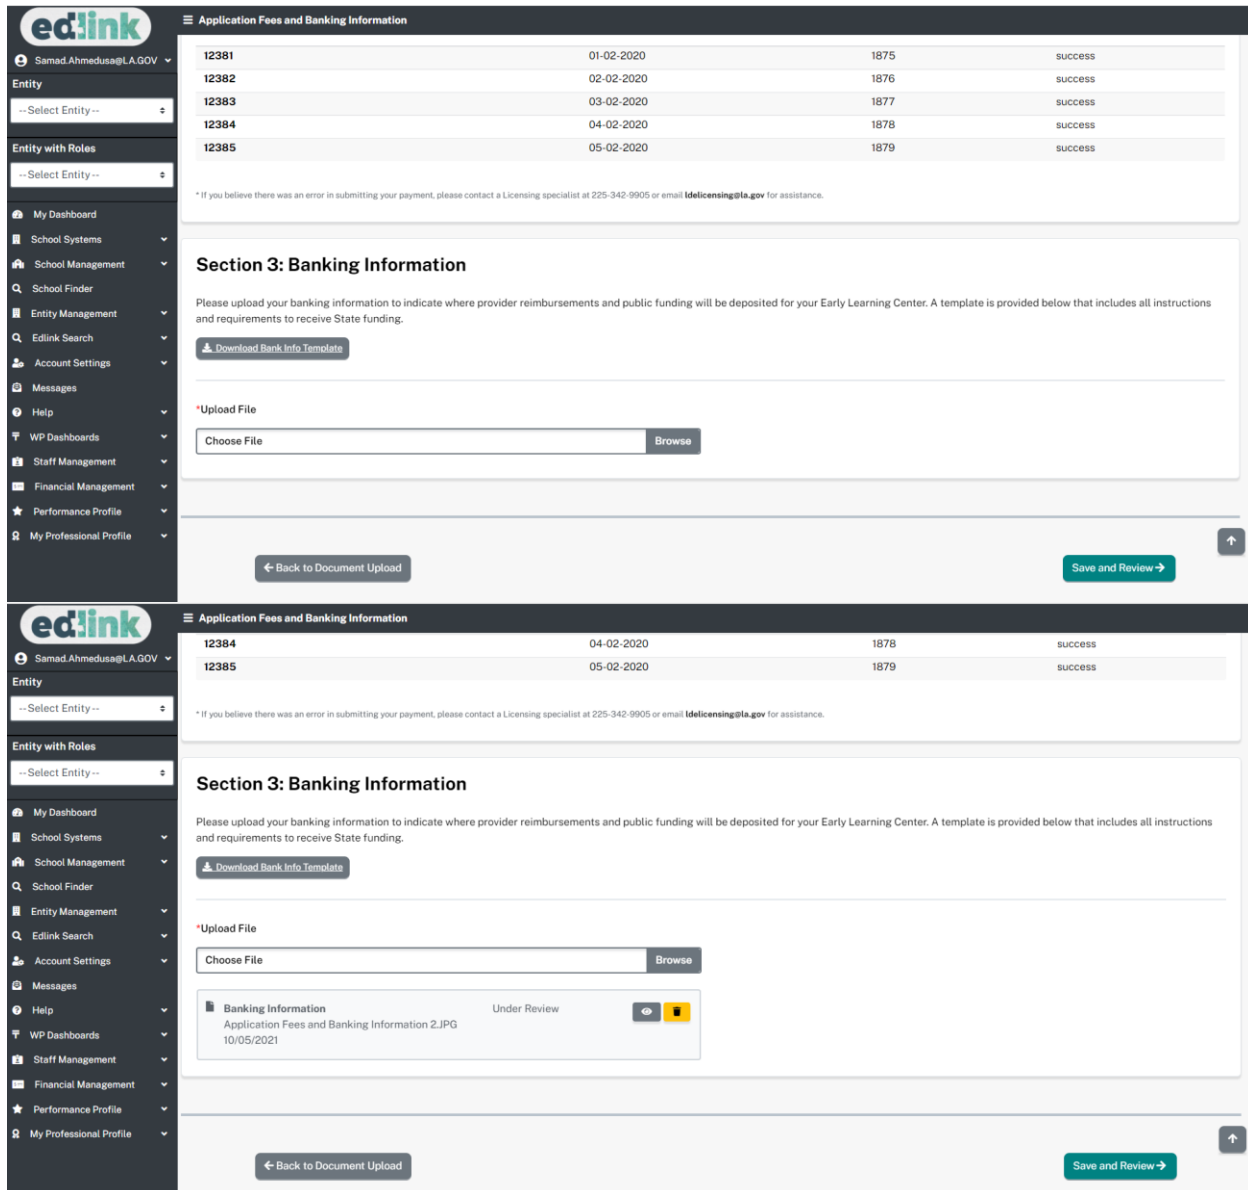 edlink
Application Fees and Banking Information
Samad.Ahmedusa@LA.GOV
Entity
--Select Entity--
Entity with Roles
--Select Entity--
My Dashboard
School Systems
School Management
School Finder
Entity Management
Edlink Search
Account Settings
Messages
Help
WP Dashboards
Staff Management
Financial Management
Performance Profile
My Professional Profile
12381 01-02-2020 1875 success
12382 02-02-2020 1876 success
12383 03-02-2020 1877 success
12384 04-02-2020 1878 success
12385 05-02-2020 1879 success
* If you believe there was an error in submitting your payment, please contact a Licensing specialist at 225-342-9905 or email ldelicensing@la.gov for assistance.
Section 3: Banking Information
Please upload your banking information to indicate where provider reimbursements and public funding will be deposited for your Early Learning Center. A template is provided below that includes all instructions
and requirements to receive State funding.
Download Bank Info Template
*Upload File
Choose File Browse
Back to Document Upload
Save and Review
edlink
Application Fees and Banking Information
Samad.Ahmedusa@LA.GOV
Entity
--Select Entity--
Entity with Roles
--Select Entity--
My Dashboard
School Systems
School Management
School Finder
Entity Management
Edlink Search
Account Settings
Messages
Help
WP Dashboards
Staff Management
Financial Management
Performance Profile
My Professional Profile
12384 04-02-2020 1878 success
12385 05-02-2020 1879 success
* If you believe there was an error in submitting your payment, please contact a Licensing specialist at 225-342-9905 or email ldelicensing@la.gov for assistance.
Section 3: Banking Information
Please upload your banking information to indicate where provider reimbursements and public funding will be deposited for your Early Learning Center. A template is provided below that includes all instructions
and requirements to receive State funding.
Download Bank Info Template
*Upload File
Choose File Browse
Banking Information Under Review
Application Fees and Banking Information 2.JPG
10/05/2021
Back to Document Upload
Save and Review